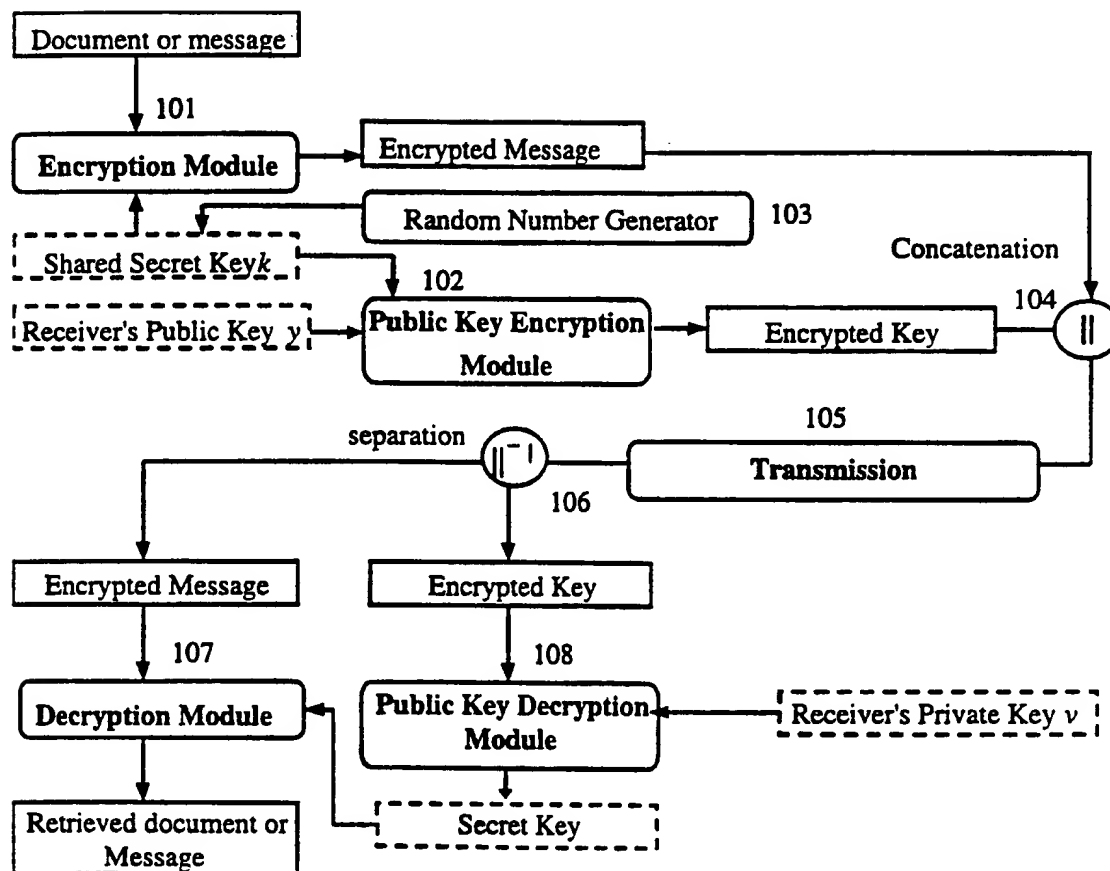 Document or message
101
Encryption Module
Encrypted Message
Random Number Generator
103
Shared Secret Key k
Concatenation
102
104
Receiver's Public Key y
Public Key Encryption
Module
Encrypted Key
||
separation
||⁻¹
105
Transmission
106
Encrypted Message
Encrypted Key
107
108
Decryption Module
Public Key Decryption
Module
Receiver's Private Key v
Retrieved document or
Message
Secret Key